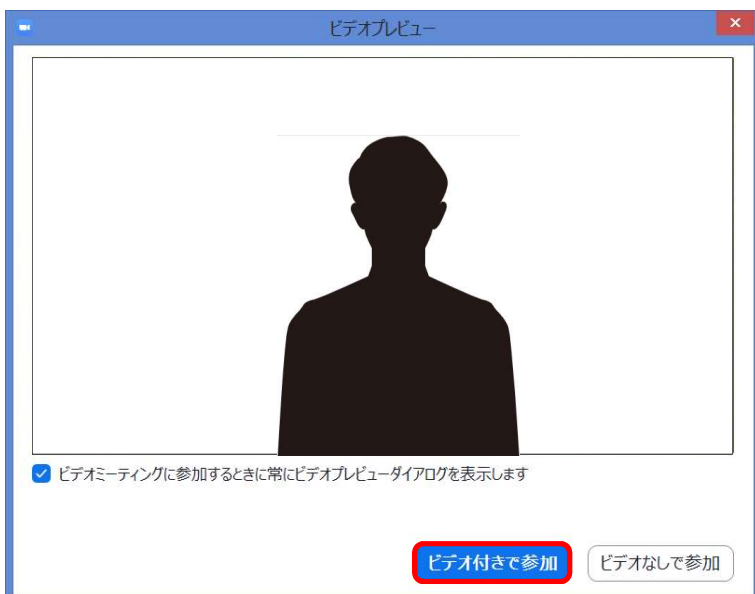 ビデオプレビュー
ビデオミーティングに参加するときに常にビデオプレビューダイアログを表示します
ビデオ付きで参加
ビデオなしで参加